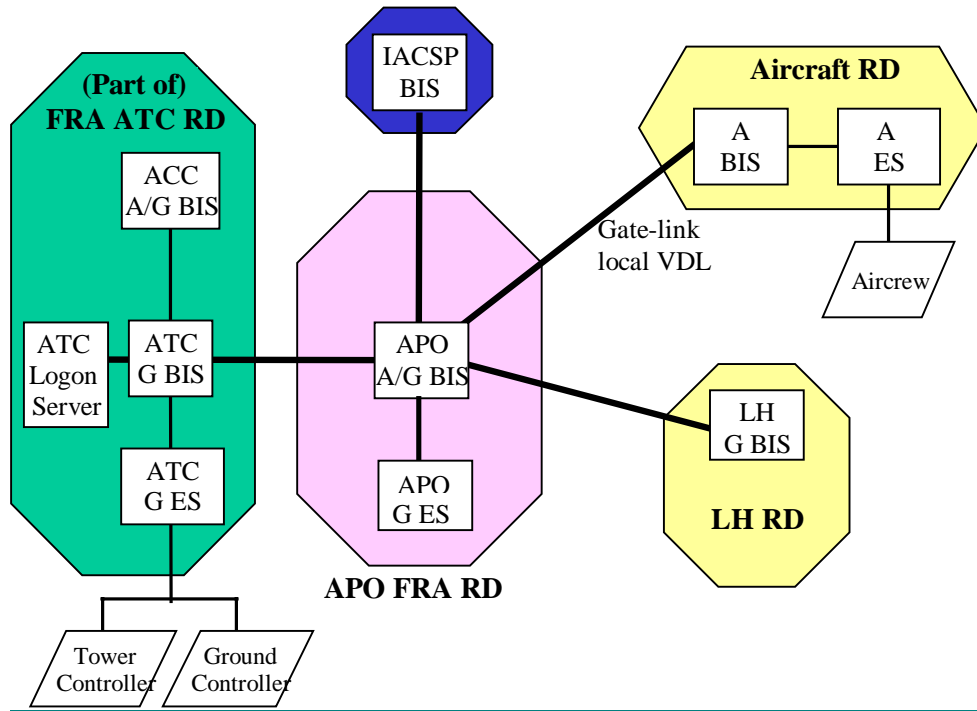 (Part of)
FRA ATC RD
ACC
A/G BIS
ATC
Logon
Server
ATC
G BIS
ATC
G ES
Tower
Controller
Ground
Controller
IACSP
BIS
APO
A/G BIS
APO
G ES
APO FRA RD
Gate-link
local VDL
Aircraft RD
A
BIS
A
ES
Aircrew
LH
G BIS
LH RD